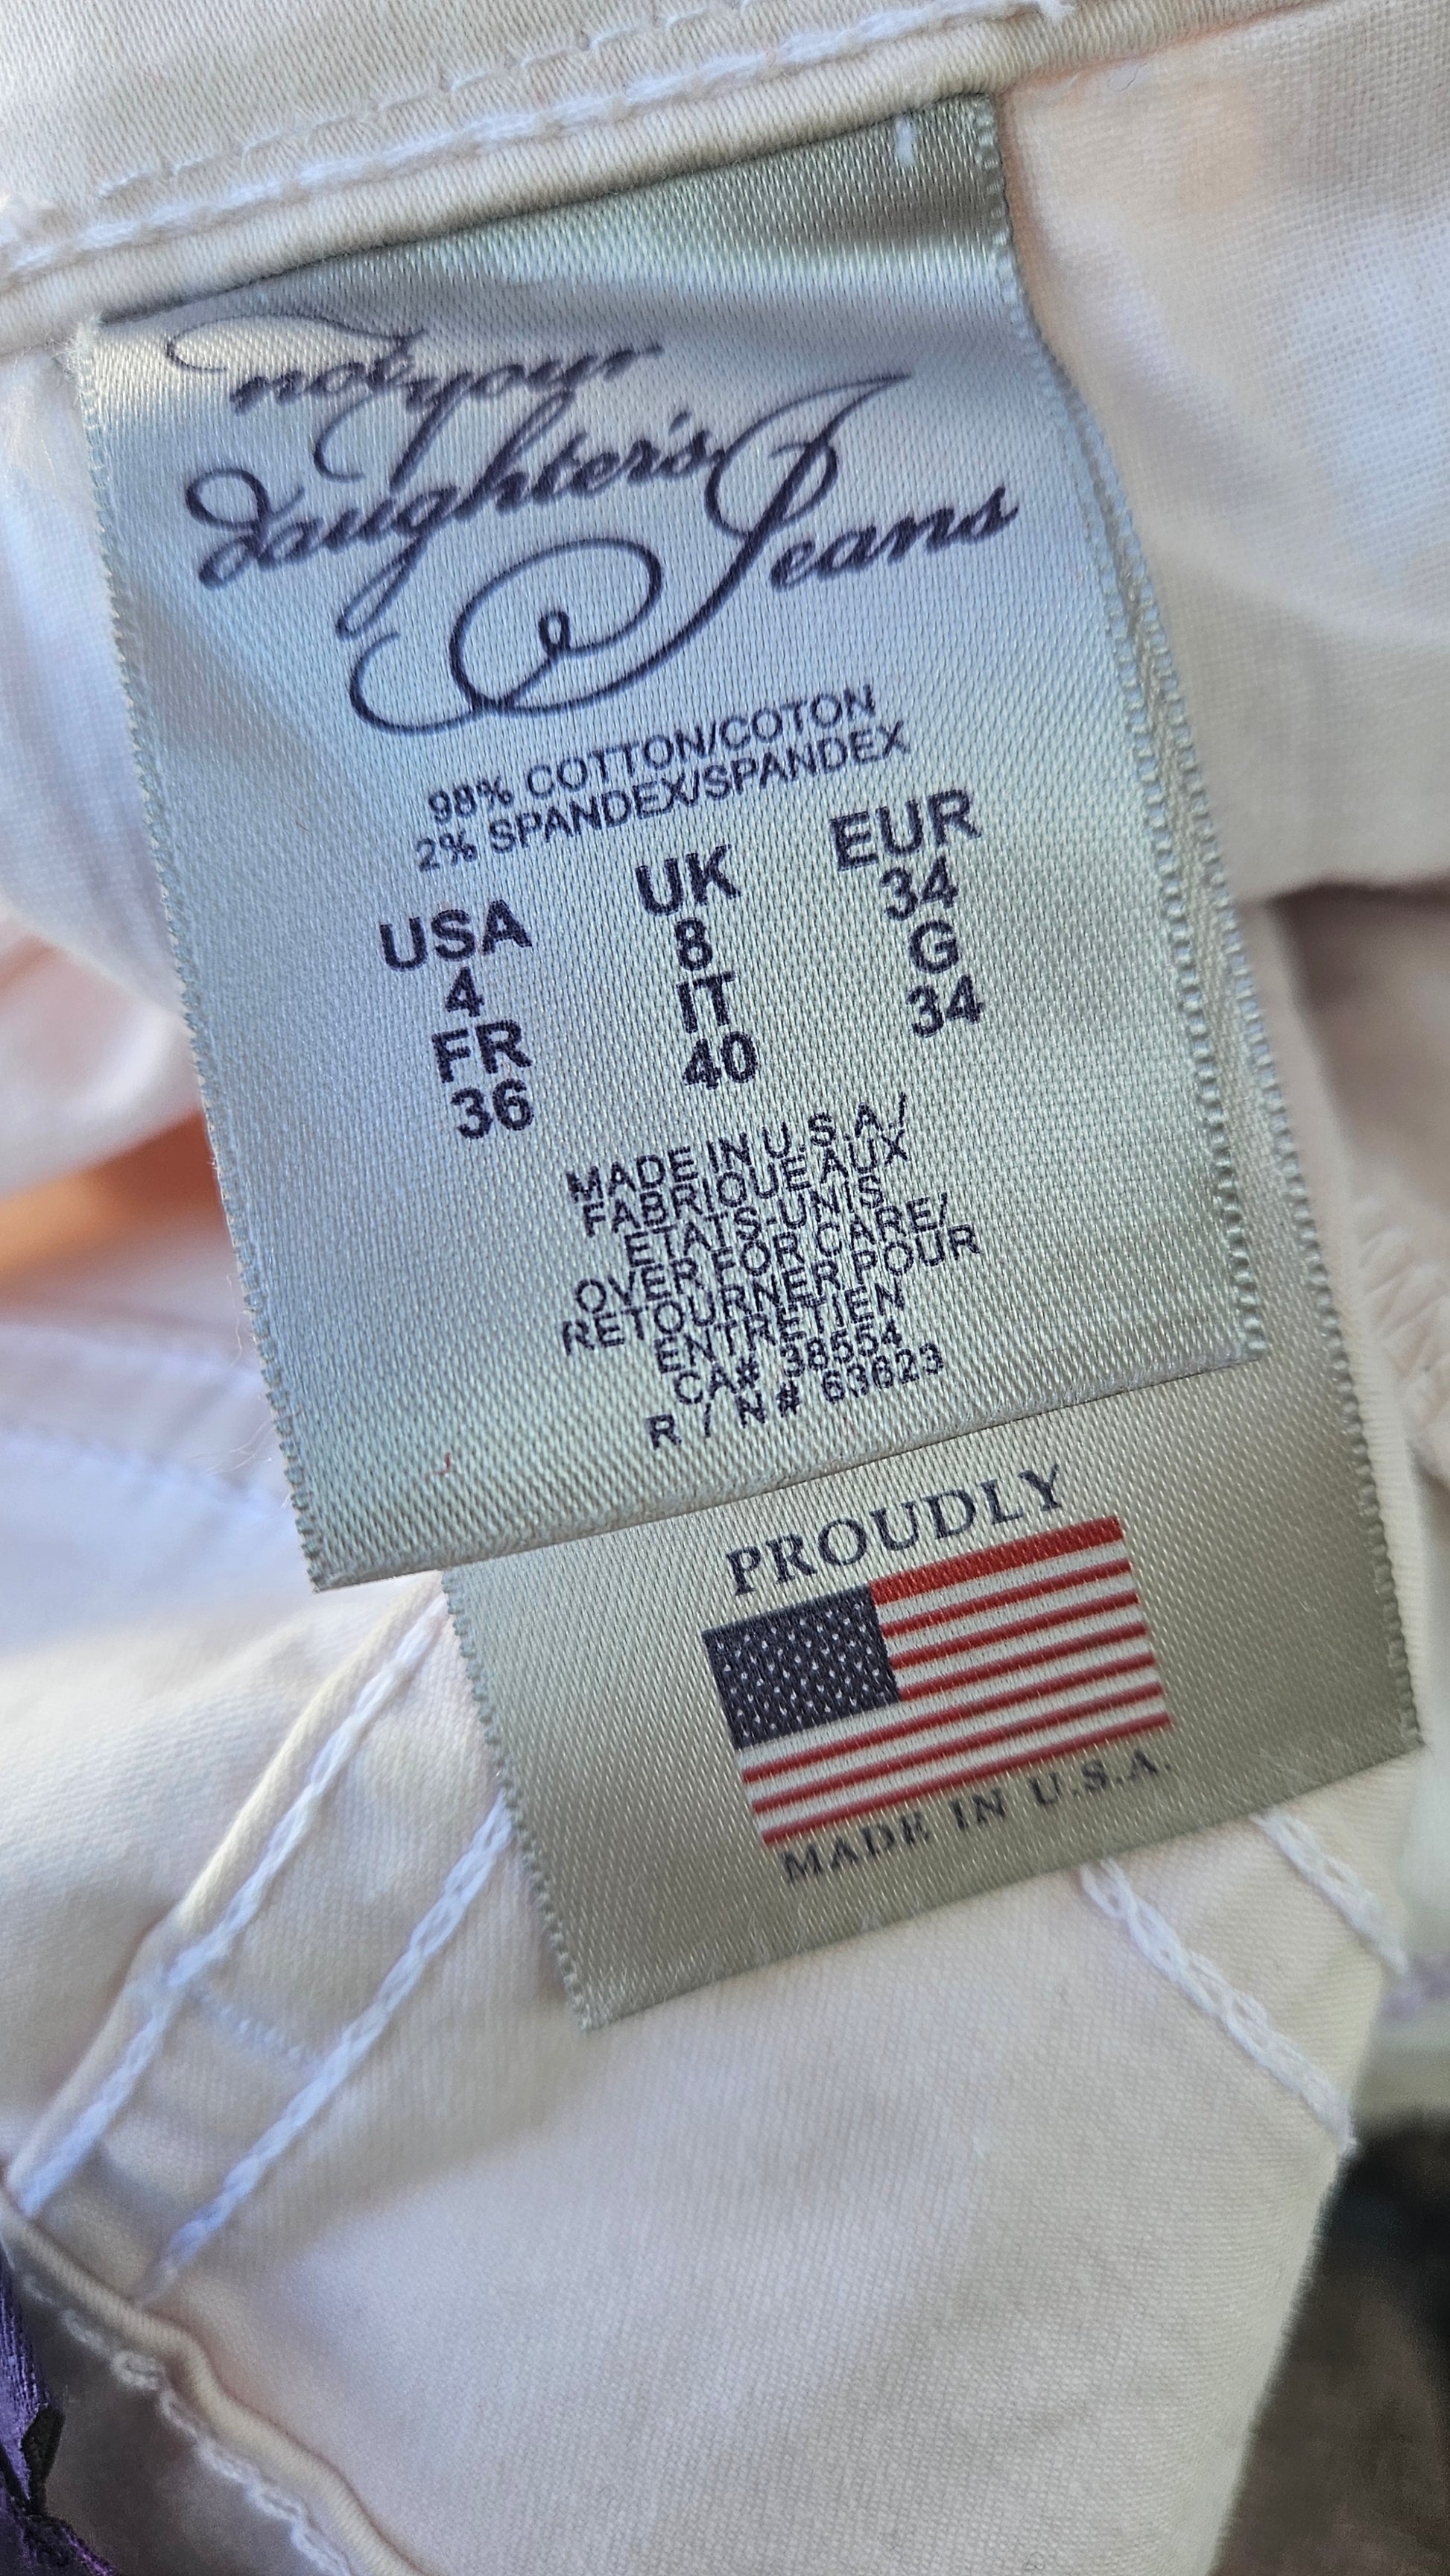 not your
daughter's Jeans
98% COTTON/COTON
2% SPANDEX/SPANDEX
USA UK EUR
4 8 34
FR IT G
36 40 34
MADE IN U.S.A./
FABRIQUE AUX
ETATS-UNIS
OVER FOR CARE/
RETOURNER POUR
ENTRETIEN
CA# 38554
R / N # 63623
PROUDLY
MADE IN U.S.A.